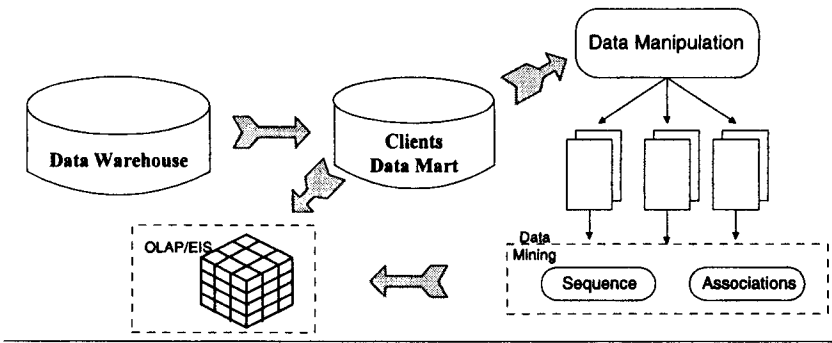 Data Manipulation
Data Warehouse
Clients
Data Mart
OLAP/EIS
Data
Mining
Sequence
Associations